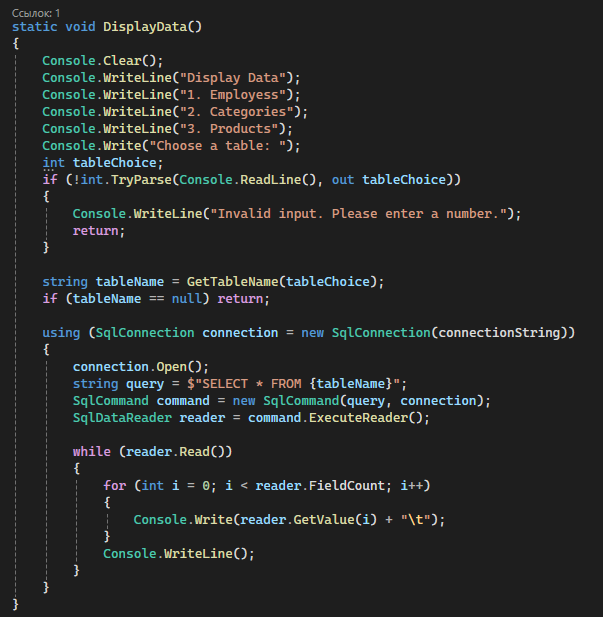 Ссылок: 1
static void DisplayData()
{
    Console.Clear();
    Console.WriteLine("Display Data");
    Console.WriteLine("1. Employess");
    Console.WriteLine("2. Categories");
    Console.WriteLine("3. Products");
    Console.Write("Choose a table: ");
    int tableChoice;
    if (!int.TryParse(Console.ReadLine(), out tableChoice))
    {
        Console.WriteLine("Invalid input. Please enter a number.");
        return;
    }

    string tableName = GetTableName(tableChoice);
    if (tableName == null) return;

    using (SqlConnection connection = new SqlConnection(connectionString))
    {
        connection.Open();
        string query = $"SELECT * FROM {tableName}";
        SqlCommand command = new SqlCommand(query, connection);
        SqlDataReader reader = command.ExecuteReader();

        while (reader.Read())
        {
            for (int i = 0; i < reader.FieldCount; i++)
            {
                Console.Write(reader.GetValue(i) + "\t");
            }
            Console.WriteLine();
        }
    }
}